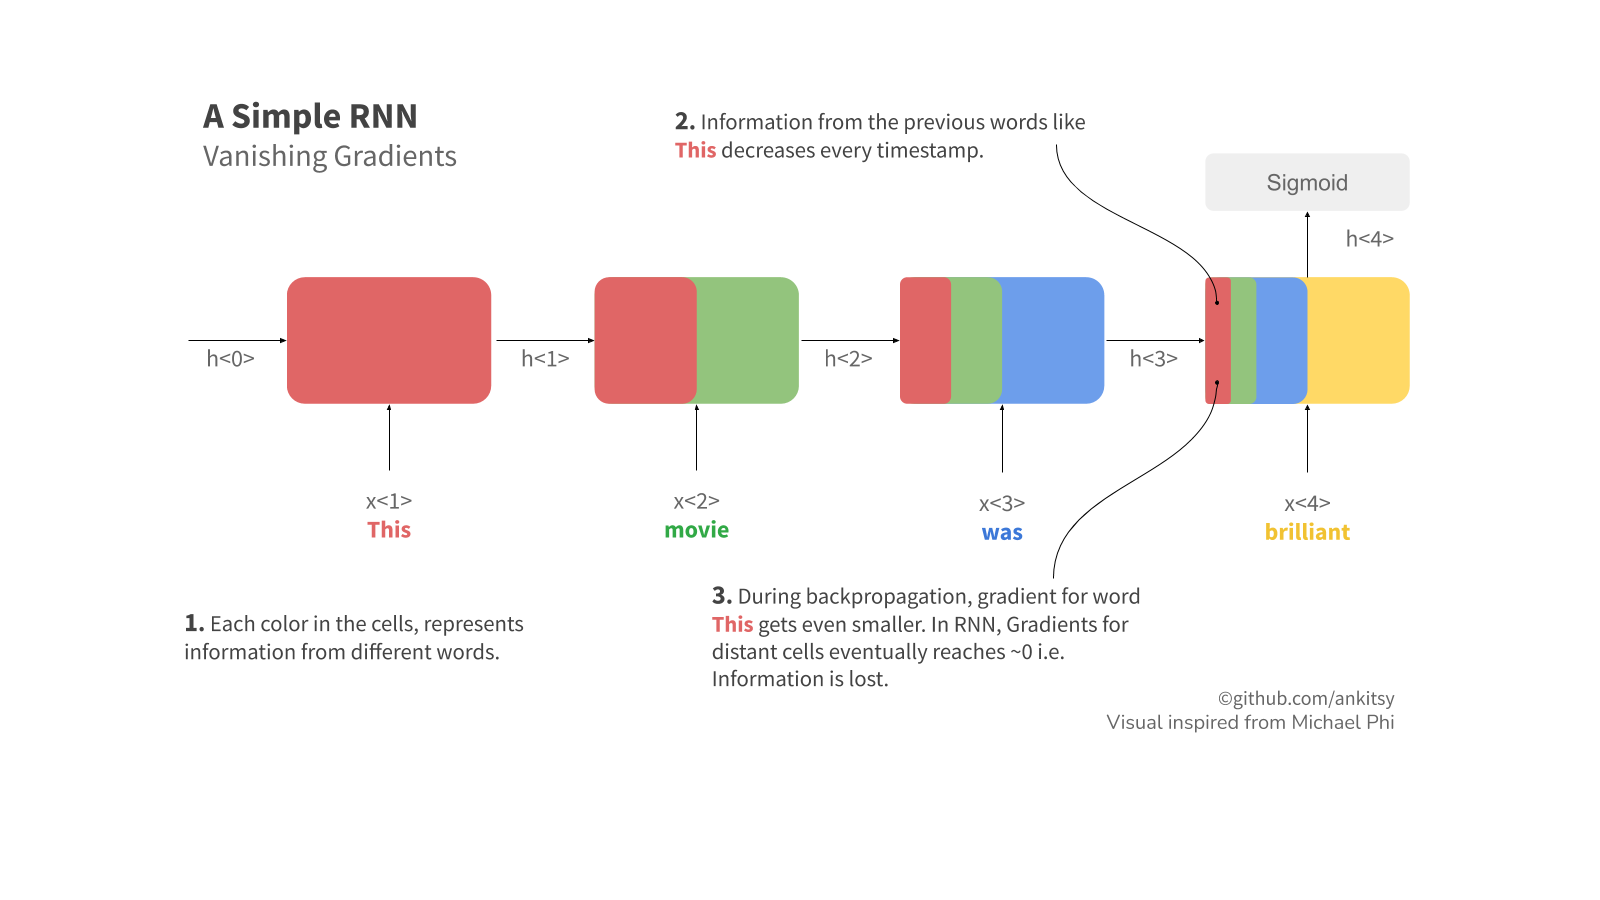 A Simple RNN
Vanishing Gradients
2. Information from the previous words like
This decreases every timestamp.
Sigmoid
h<4>
h<0>
h<1>
h<2>
h<3>
x<1>
This
x<2>
movie
x<3>
was
x<4>
brilliant
1. Each color in the cells, represents
information from different words.
3. During backpropagation, gradient for word
This gets even smaller. In RNN, Gradients for
distant cells eventually reaches ~0 i.e.
Information is lost.
©github.com/ankitsy
Visual inspired from Michael Phi